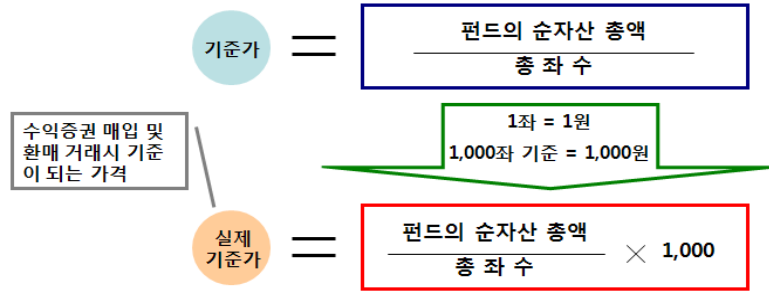 기준가
=
펀드의 순자산 총액
총 좌 수
수익증권 매입 및
환매 거래시 기준
이 되는 가격
1좌 = 1원
1,000좌 기준 = 1,000원
실제
기준가
=
펀드의 순자산 총액
총 좌 수
× 1,000